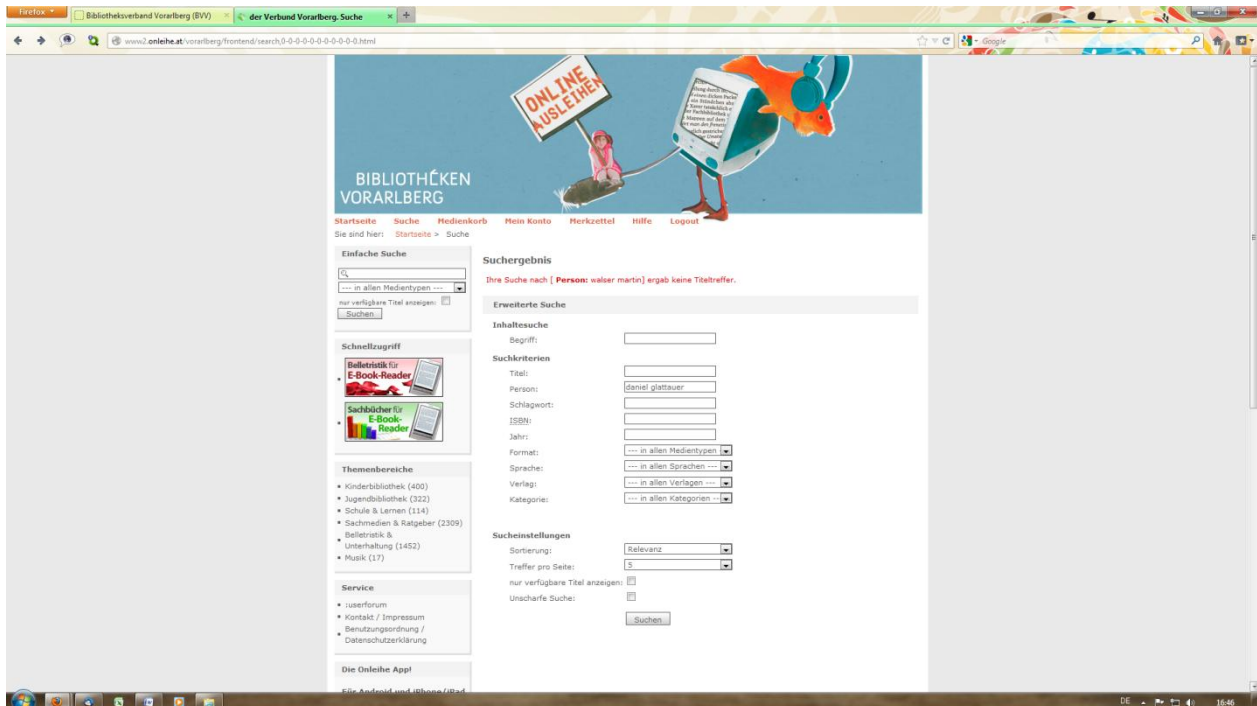 Firefox
Bibliotheksverband Vorarlberg (BVV)
der Verbund Vorarlberg. Suche
www2.onleihe.at/vorarlberg/frontend/search,0-0-0-0-0-0-0-0-0-0-0.html
Google
ONLINE
AUSLEIHEN
BIBLIOTHÉKEN
VORARLBERG
Startseite Suche Medienkorb Mein Konto Merkzettel Hilfe Logout
Sie sind hier: Startseite > Suche
Einfache Suche
--- in allen Medientypen ---
nur verfügbare Titel anzeigen:
Suchen
Schnellzugriff
Belletristik für
E-Book-Reader
Sachbücher für
E-Book-
Reader
Themenbereiche
Kinderbibliothek (400)
Jugendbibliothek (322)
Schule & Lernen (114)
Sachmedien & Ratgeber (2309)
Belletristik &
Unterhaltung (1452)
Musik (17)
Service
:userforum
Kontakt / Impressum
Benutzungsordnung /
Datenschutzerklärung
Die Onleihe App!
Für Android und iPhone/iPad
Suchergebnis
Ihre Suche nach [ Person: walser martin] ergab keine Titeltreffer.
Erweiterte Suche
Inhaltesuche
Begriff:
Suchkriterien
Titel:
Person: daniel glattauer
Schlagwort:
ISBN:
Jahr:
Format: --- in allen Medientypen
Sprache: --- in allen Sprachen ---
Verlag: --- in allen Verlagen ---
Kategorie: --- in allen Kategorien --
Sucheinstellungen
Sortierung: Relevanz
Treffer pro Seite: 5
nur verfügbare Titel anzeigen:
Unscharfe Suche:
Suchen
DE 16:46